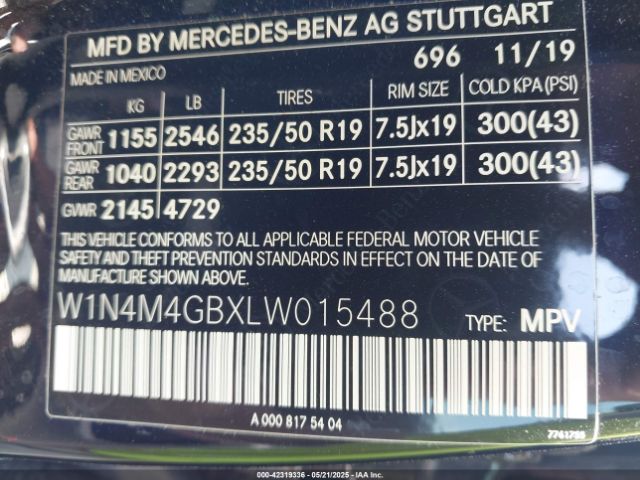 MFD BY MERCEDES-BENZ AG STUTTGART
696 11/19
MADE IN MEXICO
KG LB TIRES RIM SIZE COLD KPA(PSI)
GAWR FRONT 1155 2546 235/50 R19 7.5Jx19 300(43)
GAWR REAR 1040 2293 235/50 R19 7.5Jx19 300(43)
GVWR 2145 4729
THIS VEHICLE CONFORMS TO ALL APPLICABLE FEDERAL MOTOR VEHICLE
SAFETY AND THEFT PREVENTION STANDARDS IN EFFECT ON THE DATE OF
MANUFACTURE SHOWN ABOVE.
W1N4M4GBXLW015488 TYPE: MPV
A 000 817 54 04
7761755
000-42319336 - 05/21/2025 - IAAI.COM